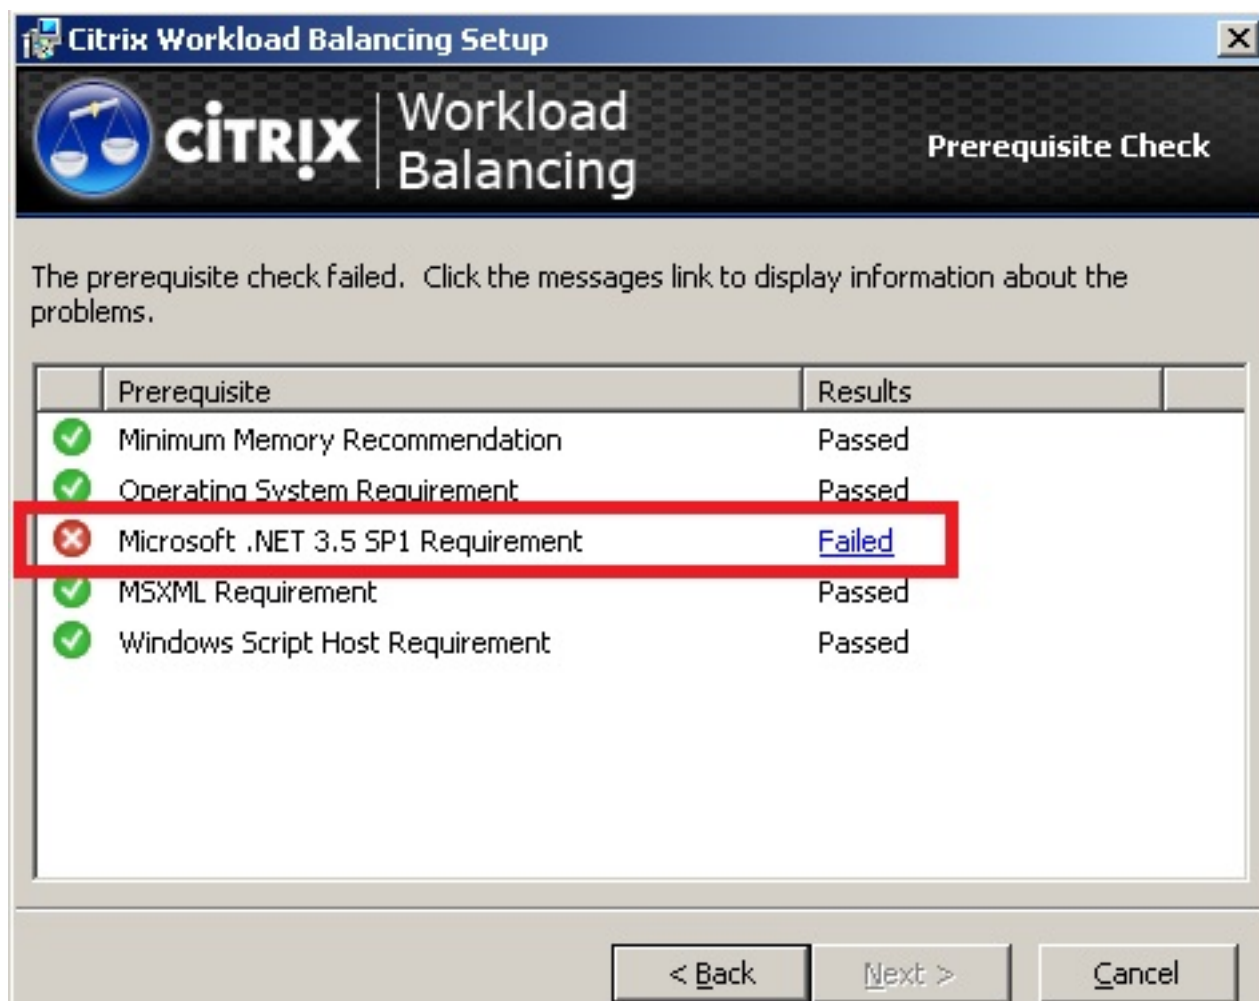 Citrix Workload Balancing Setup
CITRIX
Workload
Balancing
Prerequisite Check
The prerequisite check failed.  Click the messages link to display information about the
problems.
Prerequisite Results
Minimum Memory Recommendation Passed
Operating System Requirement Passed
Microsoft .NET 3.5 SP1 Requirement Failed
MSXML Requirement Passed
Windows Script Host Requirement Passed
< Back Next > Cancel